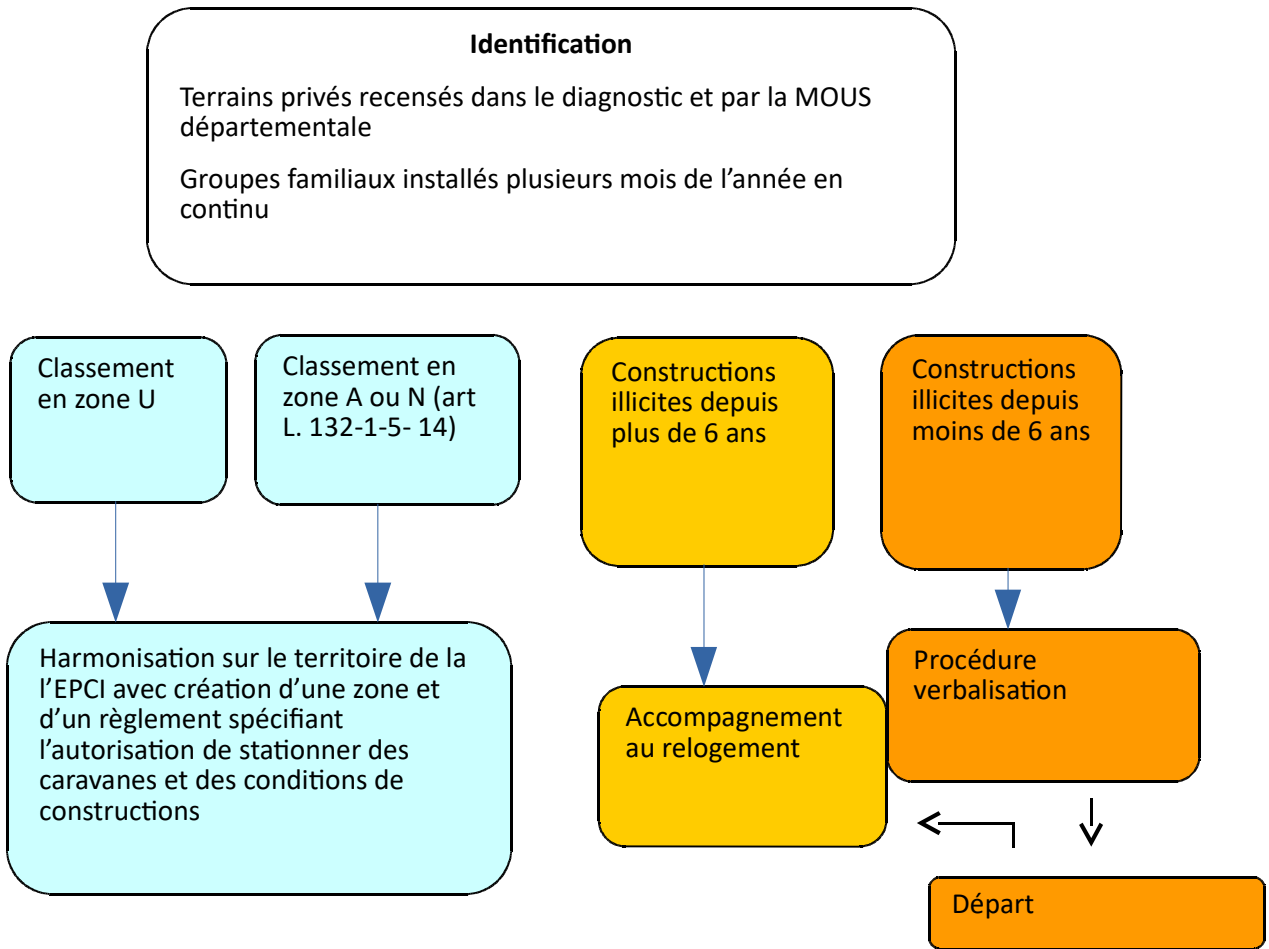 Identification
Terrains privés recensés dans le diagnostic et par la MOUS
départementale
Groupes familiaux installés plusieurs mois de l'année en
continu
Classement
en zone U
Classement en
zone A ou N (art
L. 132-1-5- 14)
Constructions
illicites depuis
plus de 6 ans
Constructions
illicites depuis
moins de 6 ans
Harmonisation sur le territoire de la
l'EPCI avec création d'une zone et
d'un règlement spécifiant
l'autorisation de stationner des
caravanes et des conditions de
constructions
Accompagnement
au relogement
Procédure
verbalisation
Départ